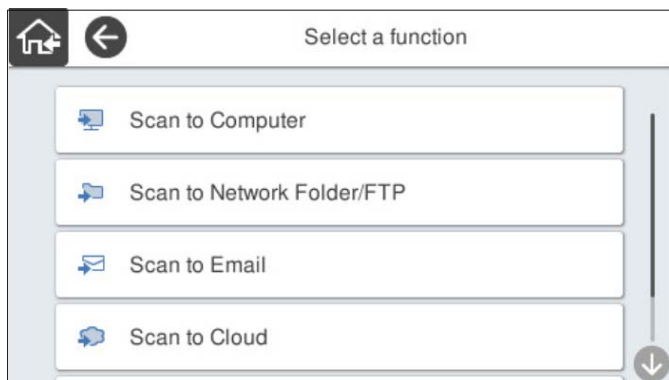 Select a function
Scan to Computer
Scan to Network Folder/FTP
Scan to Email
Scan to Cloud